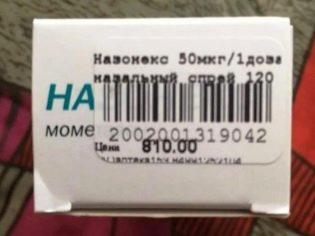 Назонекс 50мкг/1доза
назальный спрей 120
НА
моме
2002001319042
Цена 810.00